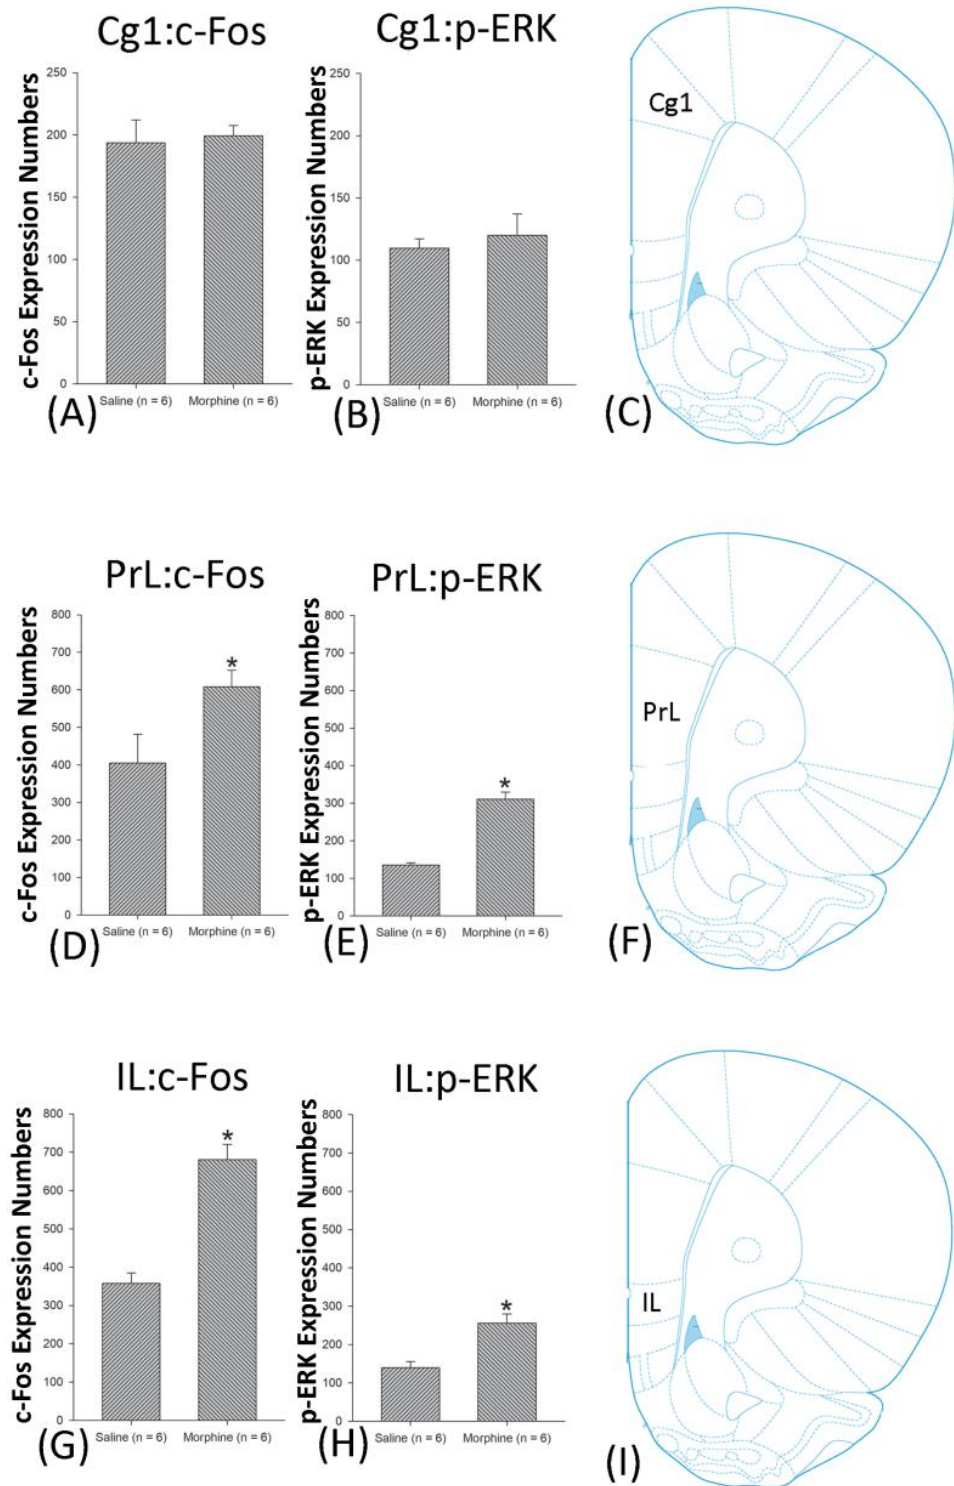 Cg1:c-Fos
c-Fos Expression Numbers
250
200
150
100
50
0
Saline (n = 6) Morphine (n = 6)
(A)
Cg1:p-ERK
p-ERK Expression Numbers
250
200
150
100
50
0
Saline (n = 6) Morphine (n = 6)
(B)
Cg1
(C)
PrL:c-Fos
c-Fos Expression Numbers
800
700
600
500
400
300
200
100
0
*
Saline (n = 6) Morphine (n = 6)
(D)
PrL:p-ERK
p-ERK Expression Numbers
800
700
600
500
400
300
200
100
0
*
Saline (n = 6) Morphine (n = 6)
(E)
PrL
(F)
IL:c-Fos
c-Fos Expression Numbers
800
700
600
500
400
300
200
100
0
*
Saline (n = 6) Morphine (n = 6)
(G)
IL:p-ERK
p-ERK Expression Numbers
800
700
600
500
400
300
200
100
0
*
Saline (n = 6) Morphine (n = 6)
(H)
IL
(I)